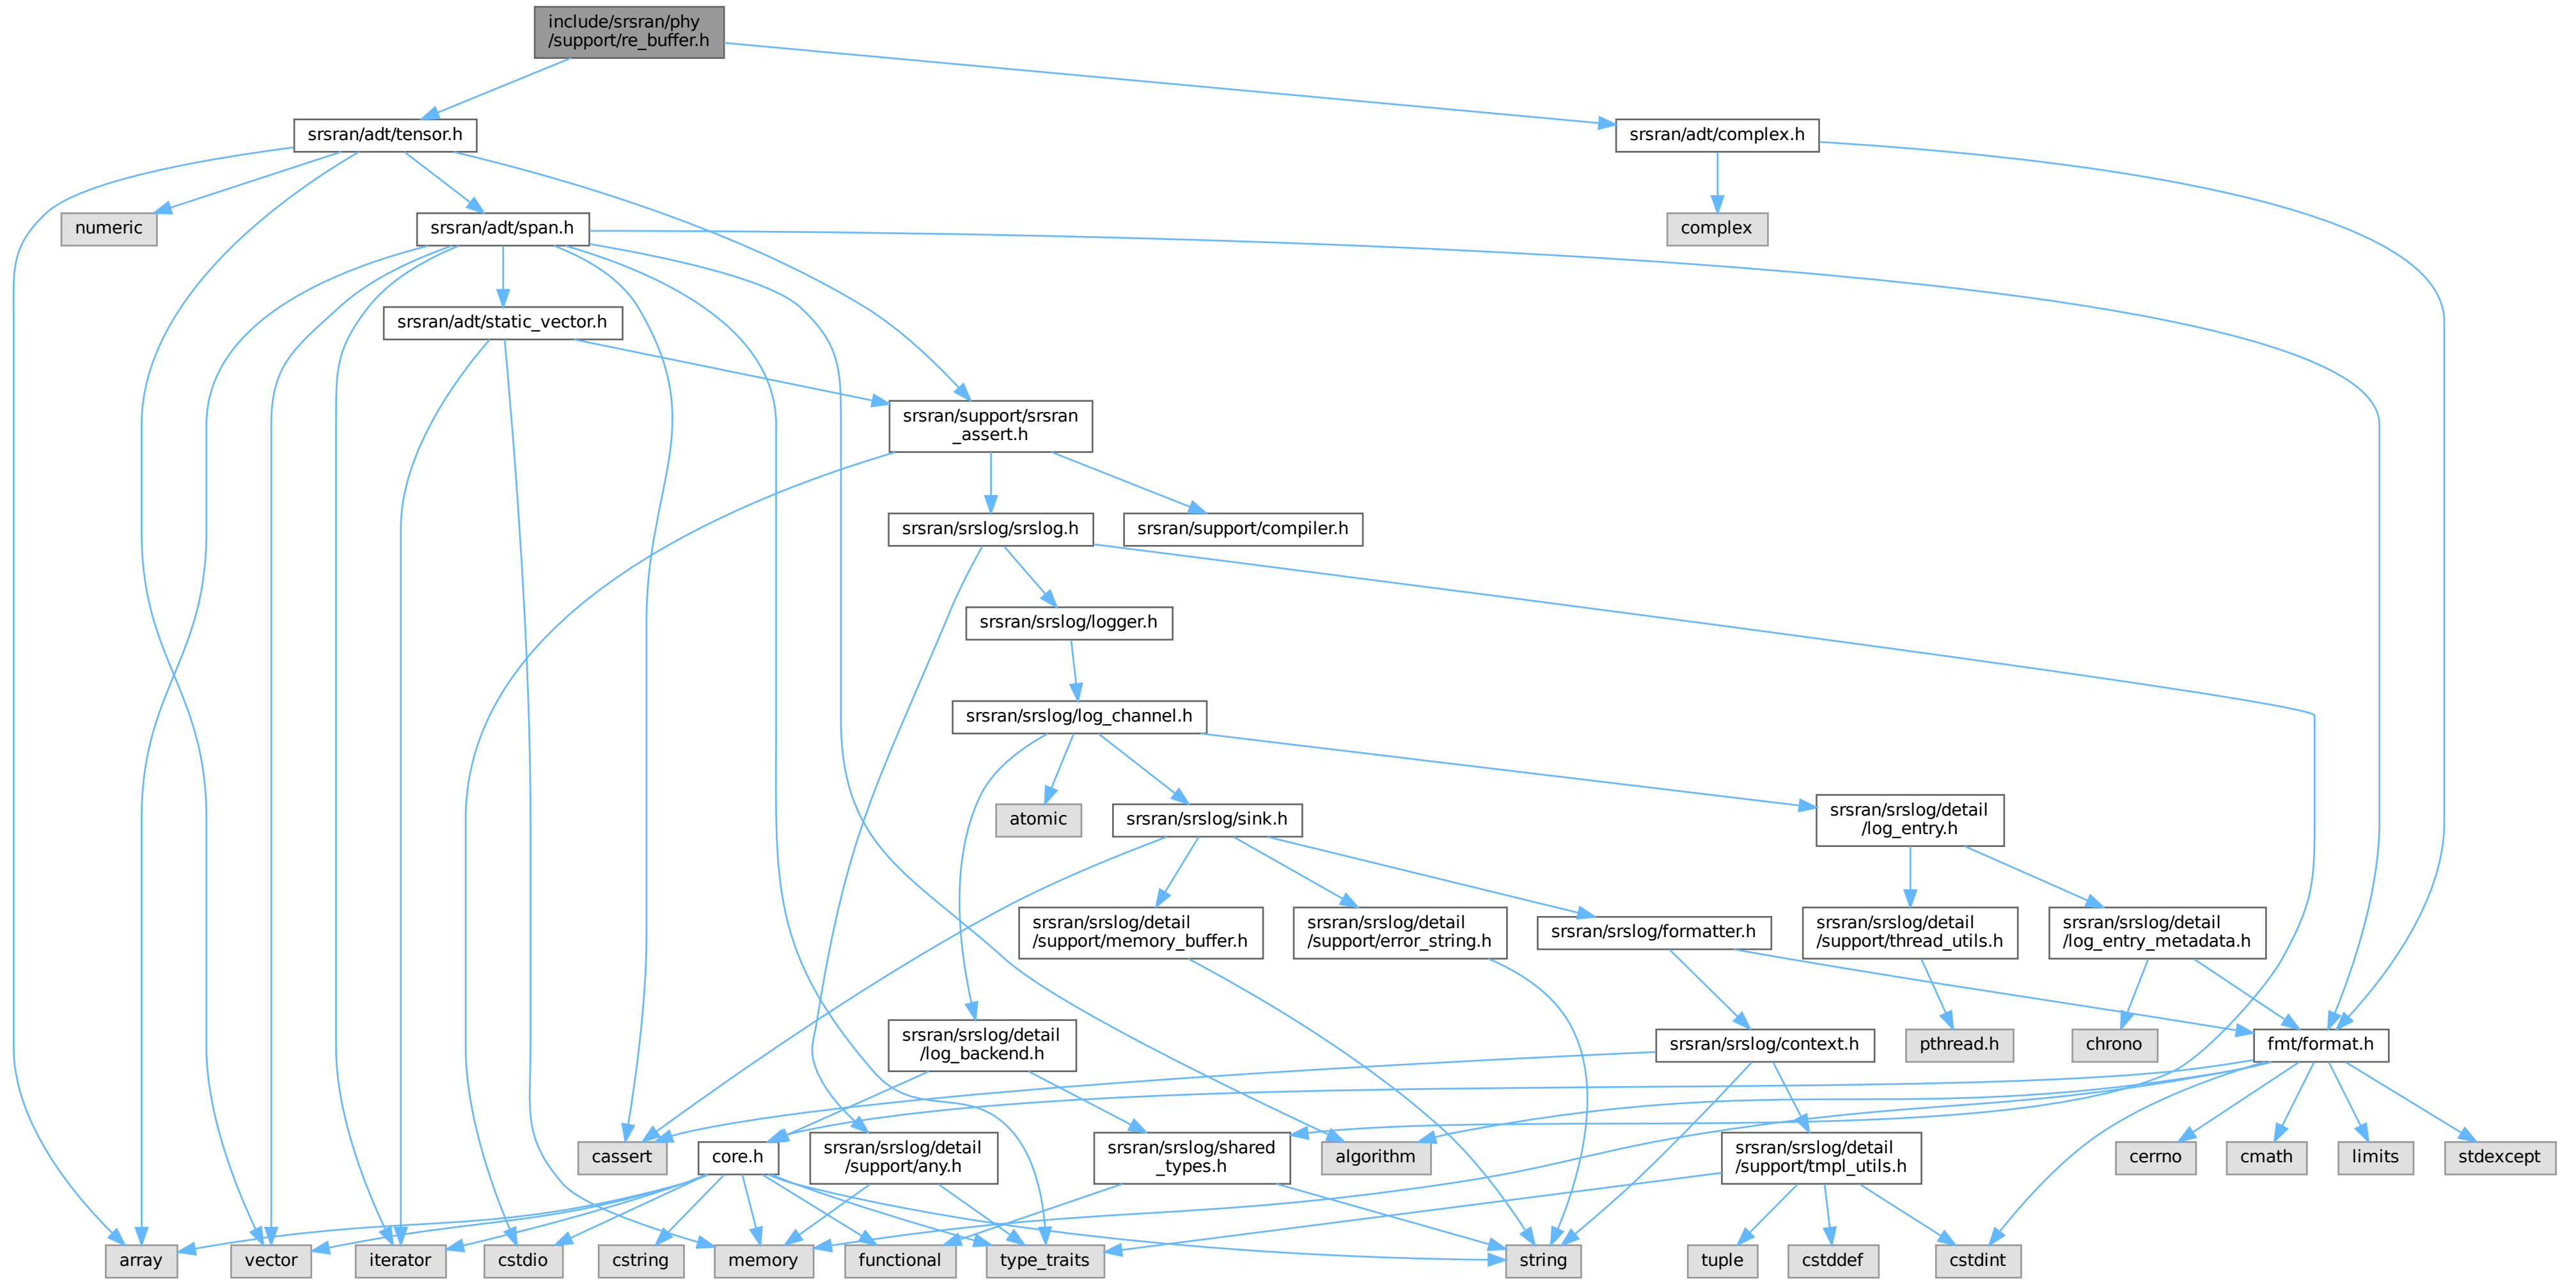 include/srsran/phy
/support/re_buffer.h
srsran/adt/tensor.h
srsran/adt/complex.h
numeric
srsran/adt/span.h
complex
srsran/adt/static_vector.h
srsran/support/srsran
_assert.h
srsran/srslog/srslog.h
srsran/support/compiler.h
srsran/srslog/logger.h
srsran/srslog/log_channel.h
atomic
srsran/srslog/sink.h
srsran/srslog/detail
/log_entry.h
srsran/srslog/detail
/support/memory_buffer.h
srsran/srslog/detail
/support/error_string.h
srsran/srslog/formatter.h
srsran/srslog/detail
/support/thread_utils.h
srsran/srslog/detail
/log_entry_metadata.h
srsran/srslog/detail
/log_backend.h
srsran/srslog/context.h
pthread.h
chrono
fmt/format.h
cassert
core.h
srsran/srslog/detail
/support/any.h
srsran/srslog/shared
_types.h
algorithm
srsran/srslog/detail
/support/tmpl_utils.h
cerrno
cmath
limits
stdexcept
array
vector
iterator
cstdio
cstring
memory
functional
type_traits
string
tuple
cstddef
cstdint